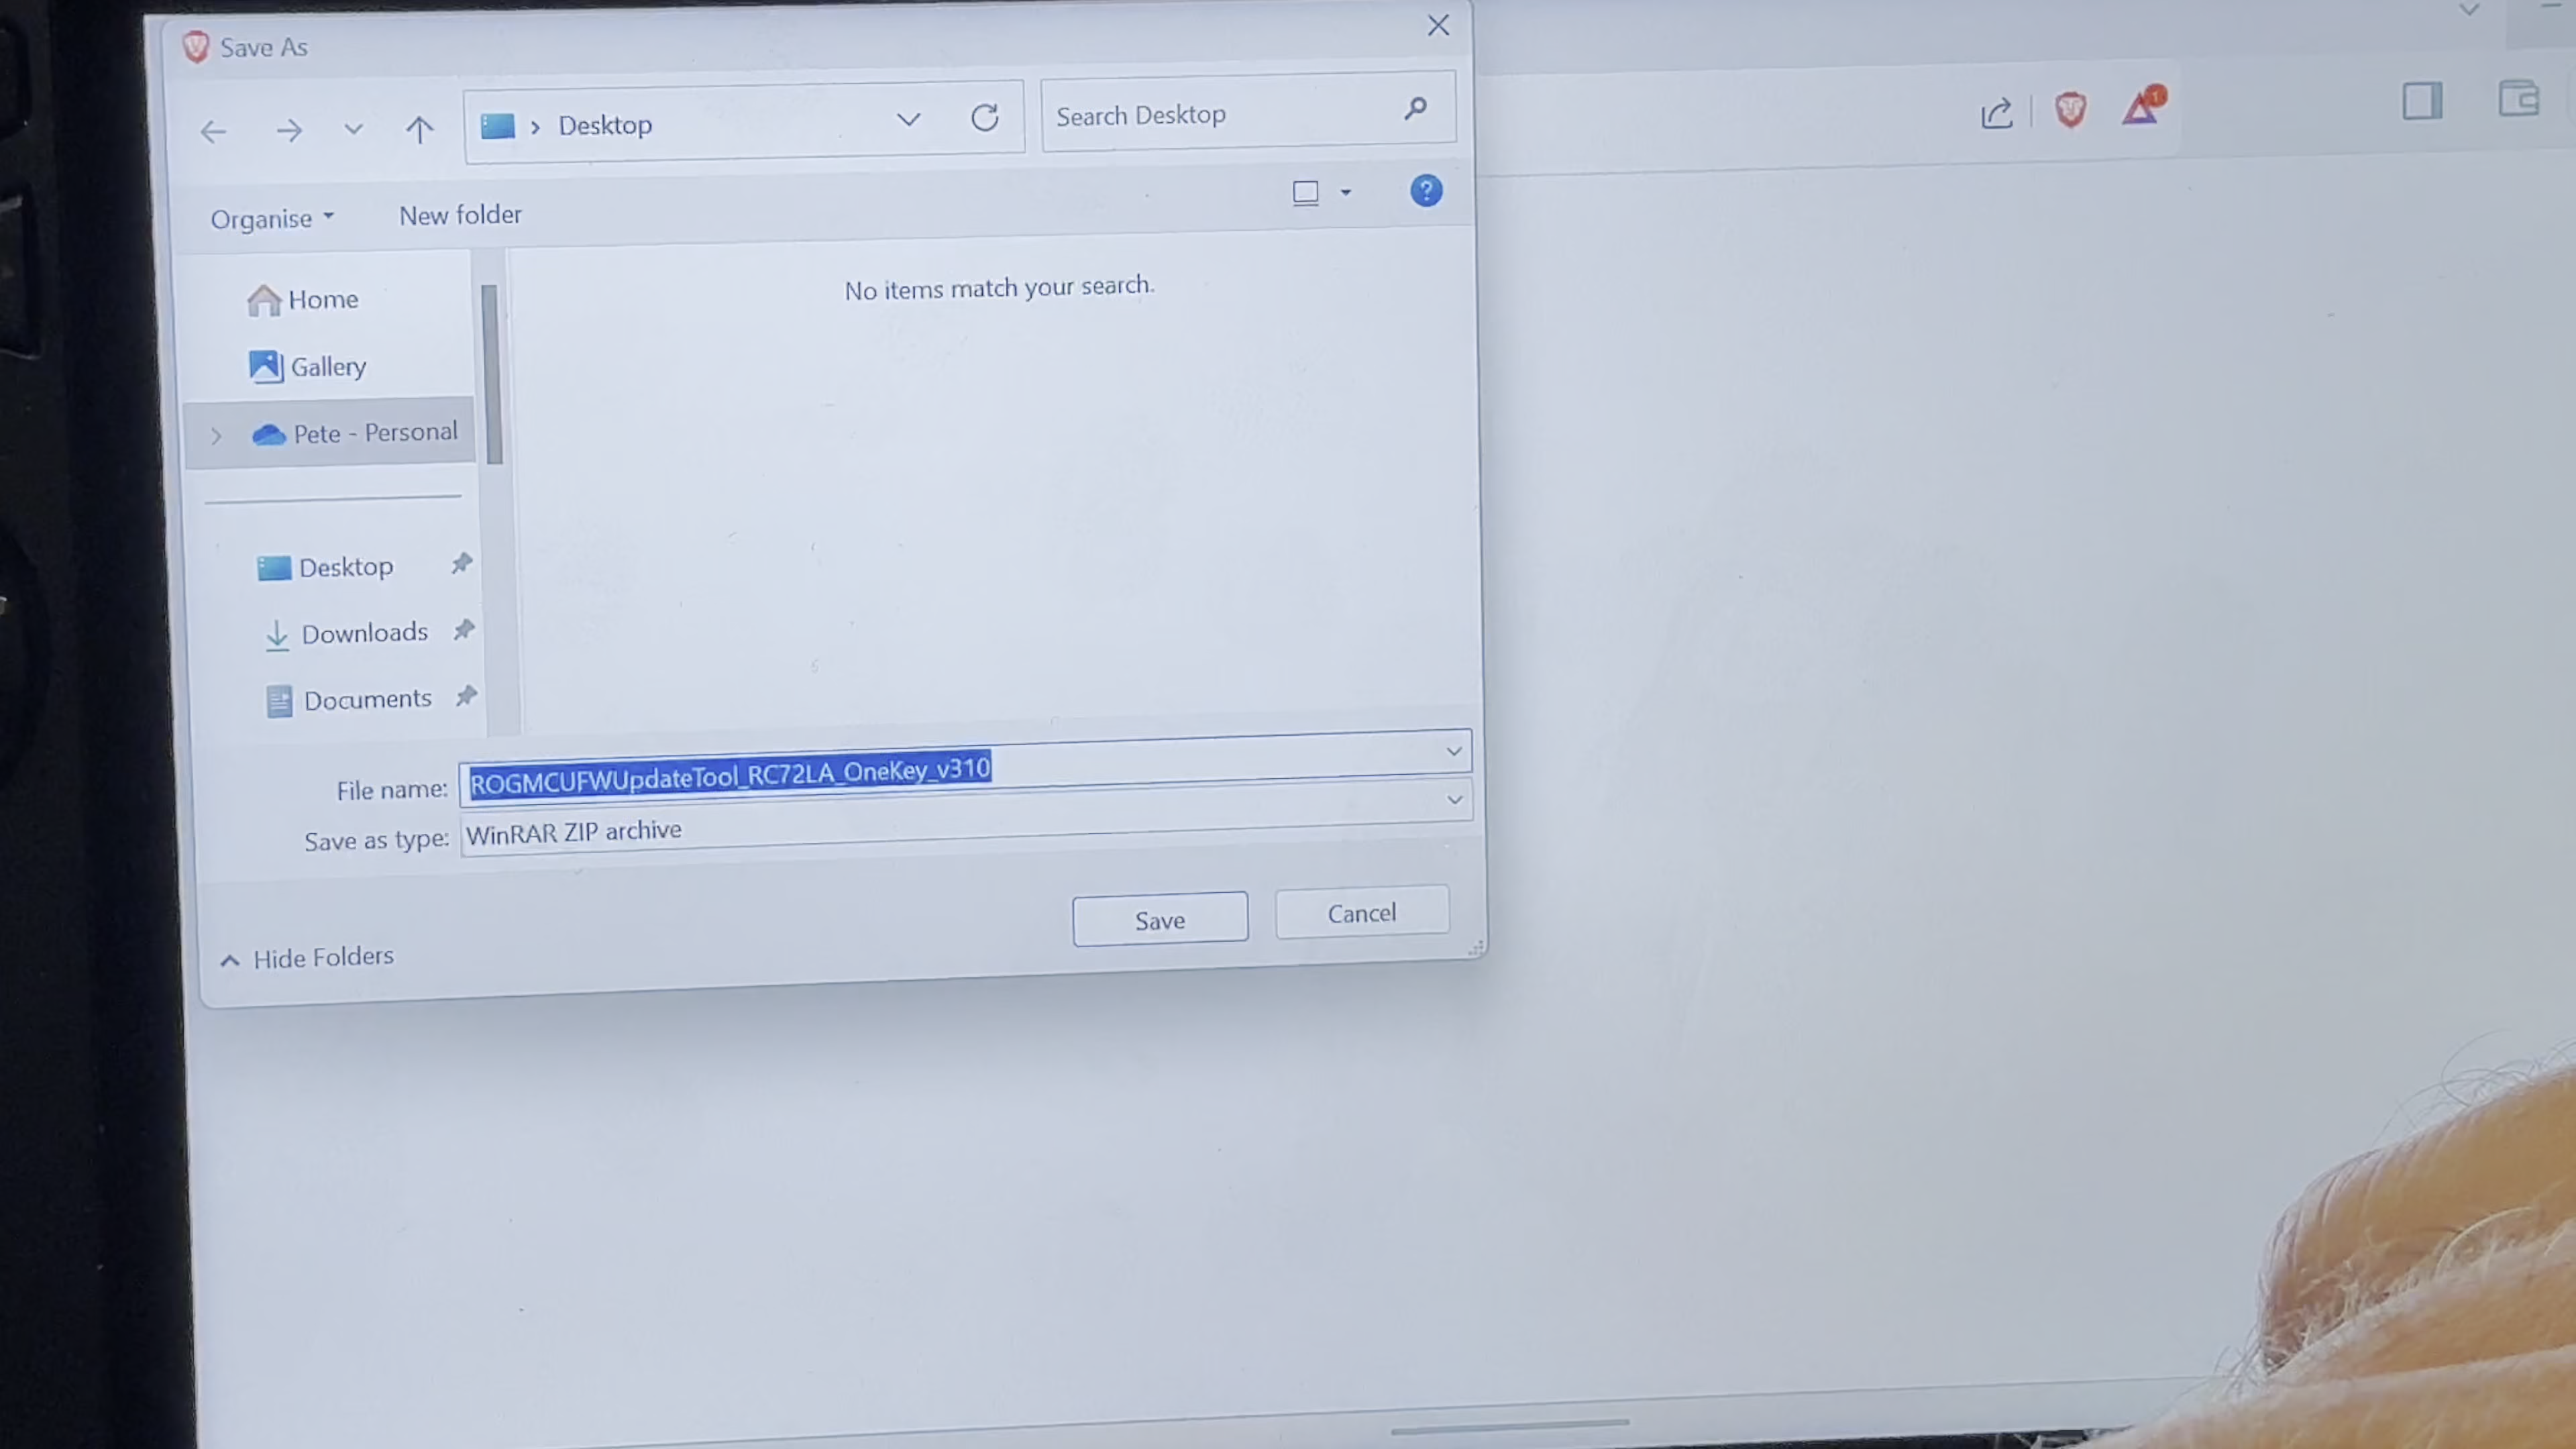 Save As
Desktop
Search Desktop
Organise
New folder
Home
Gallery
Pete - Personal
Desktop
Downloads
Documents
No items match your search.
File name: ROGMCUFWUpdateTool_RC72LA_OneKey_v310
Save as type: WinRAR ZIP archive
Hide Folders
Save
Cancel